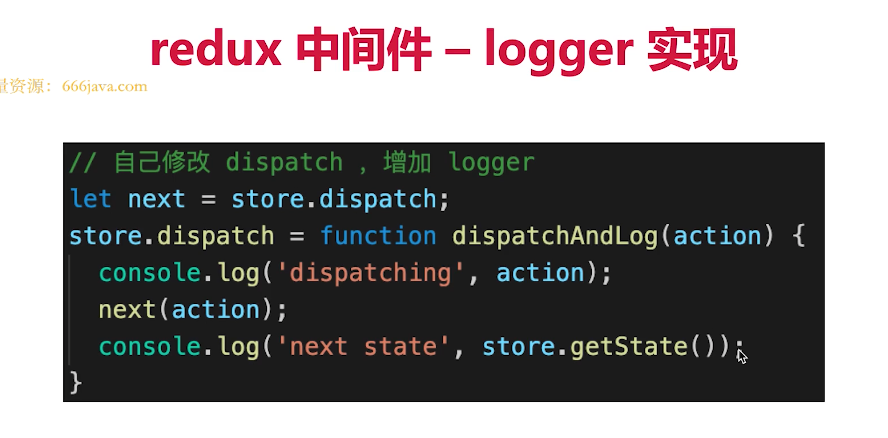 redux 中间件 – logger 实现
量资源：666java.com
// 自己修改 dispatch ，增加 logger
let next = store.dispatch;
store.dispatch = function dispatchAndLog(action) {
  console.log('dispatching', action);
  next(action);
  console.log('next state', store.getState());
}